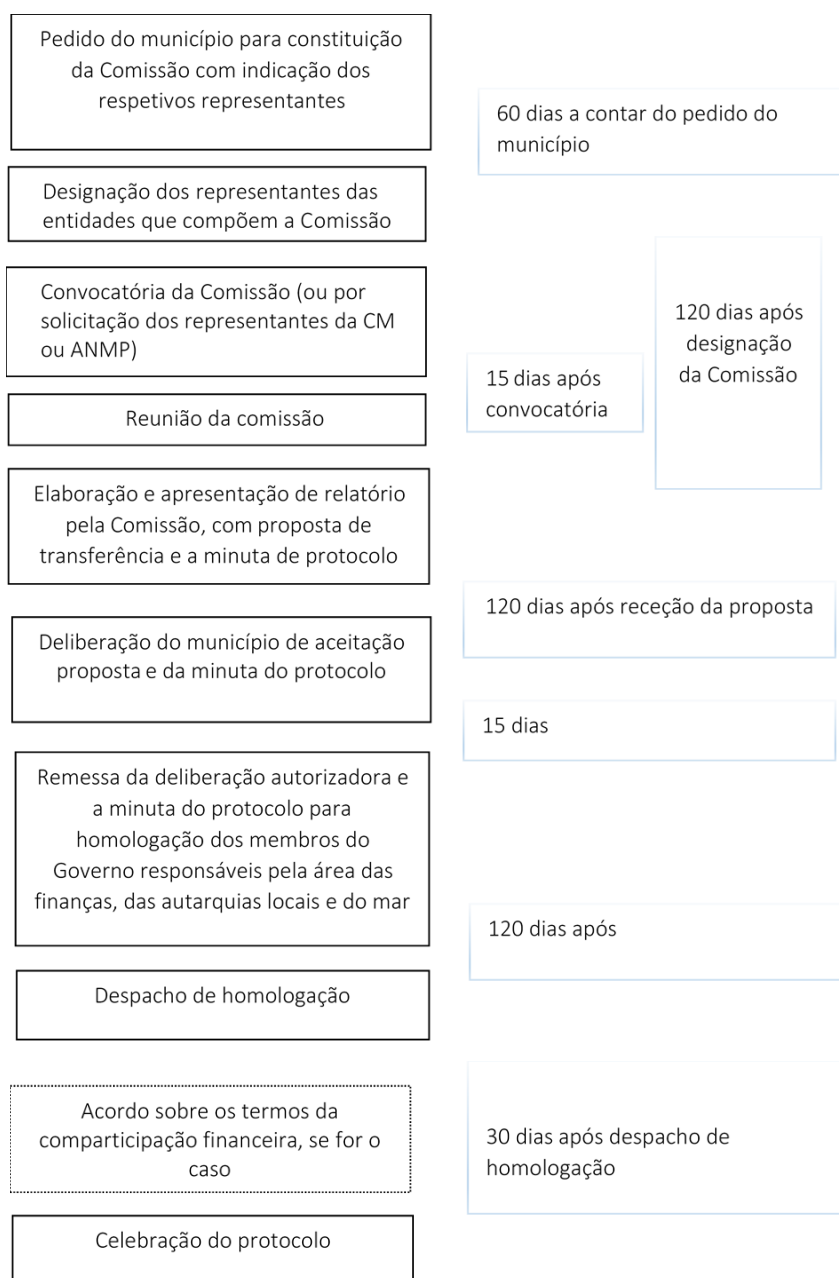 Pedido do município para constituição
da Comissão com indicação dos
respetivos representantes
60 dias a contar do pedido do
município
Designação dos representantes das
entidades que compõem a Comissão
Convocatória da Comissão (ou por
solicitação dos representantes da CM
ou ANMP)
120 dias após
designação
da Comissão
15 dias após
convocatória
Reunião da comissão
Elaboração e apresentação de relatório
pela Comissão, com proposta de
transferência e a minuta de protocolo
120 dias após receção da proposta
Deliberação do município de aceitação
proposta e da minuta do protocolo
15 dias
Remessa da deliberação autorizadora e
a minuta do protocolo para
homologação dos membros do
Governo responsáveis pela área das
finanças, das autarquias locais e do mar
120 dias após
Despacho de homologação
Acordo sobre os termos da
comparticipação financeira, se for o
caso
30 dias após despacho de
homologação
Celebração do protocolo